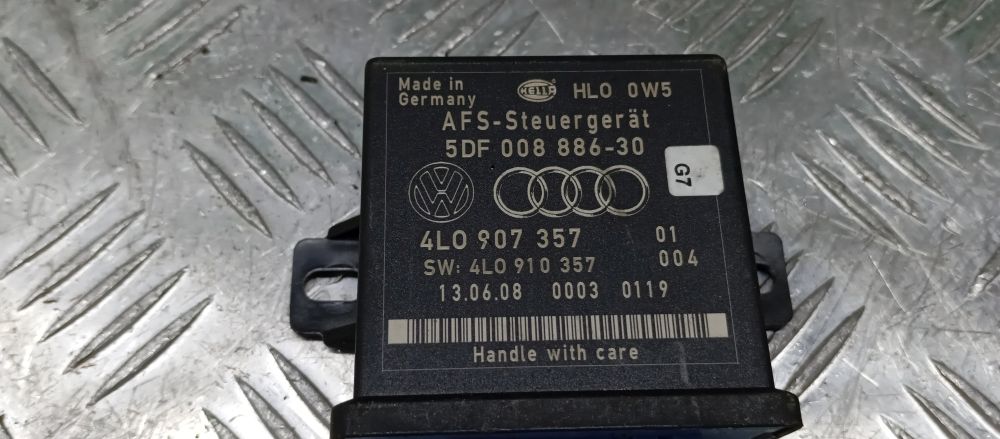 Made in
Germany
HELLA
HLO 0W5
AFS-Steuergerät
5DF 008 886-30
G7
4L0 907 357 01
SW: 4L0 910 357 004
13.06.08 0003 0119
Handle with care